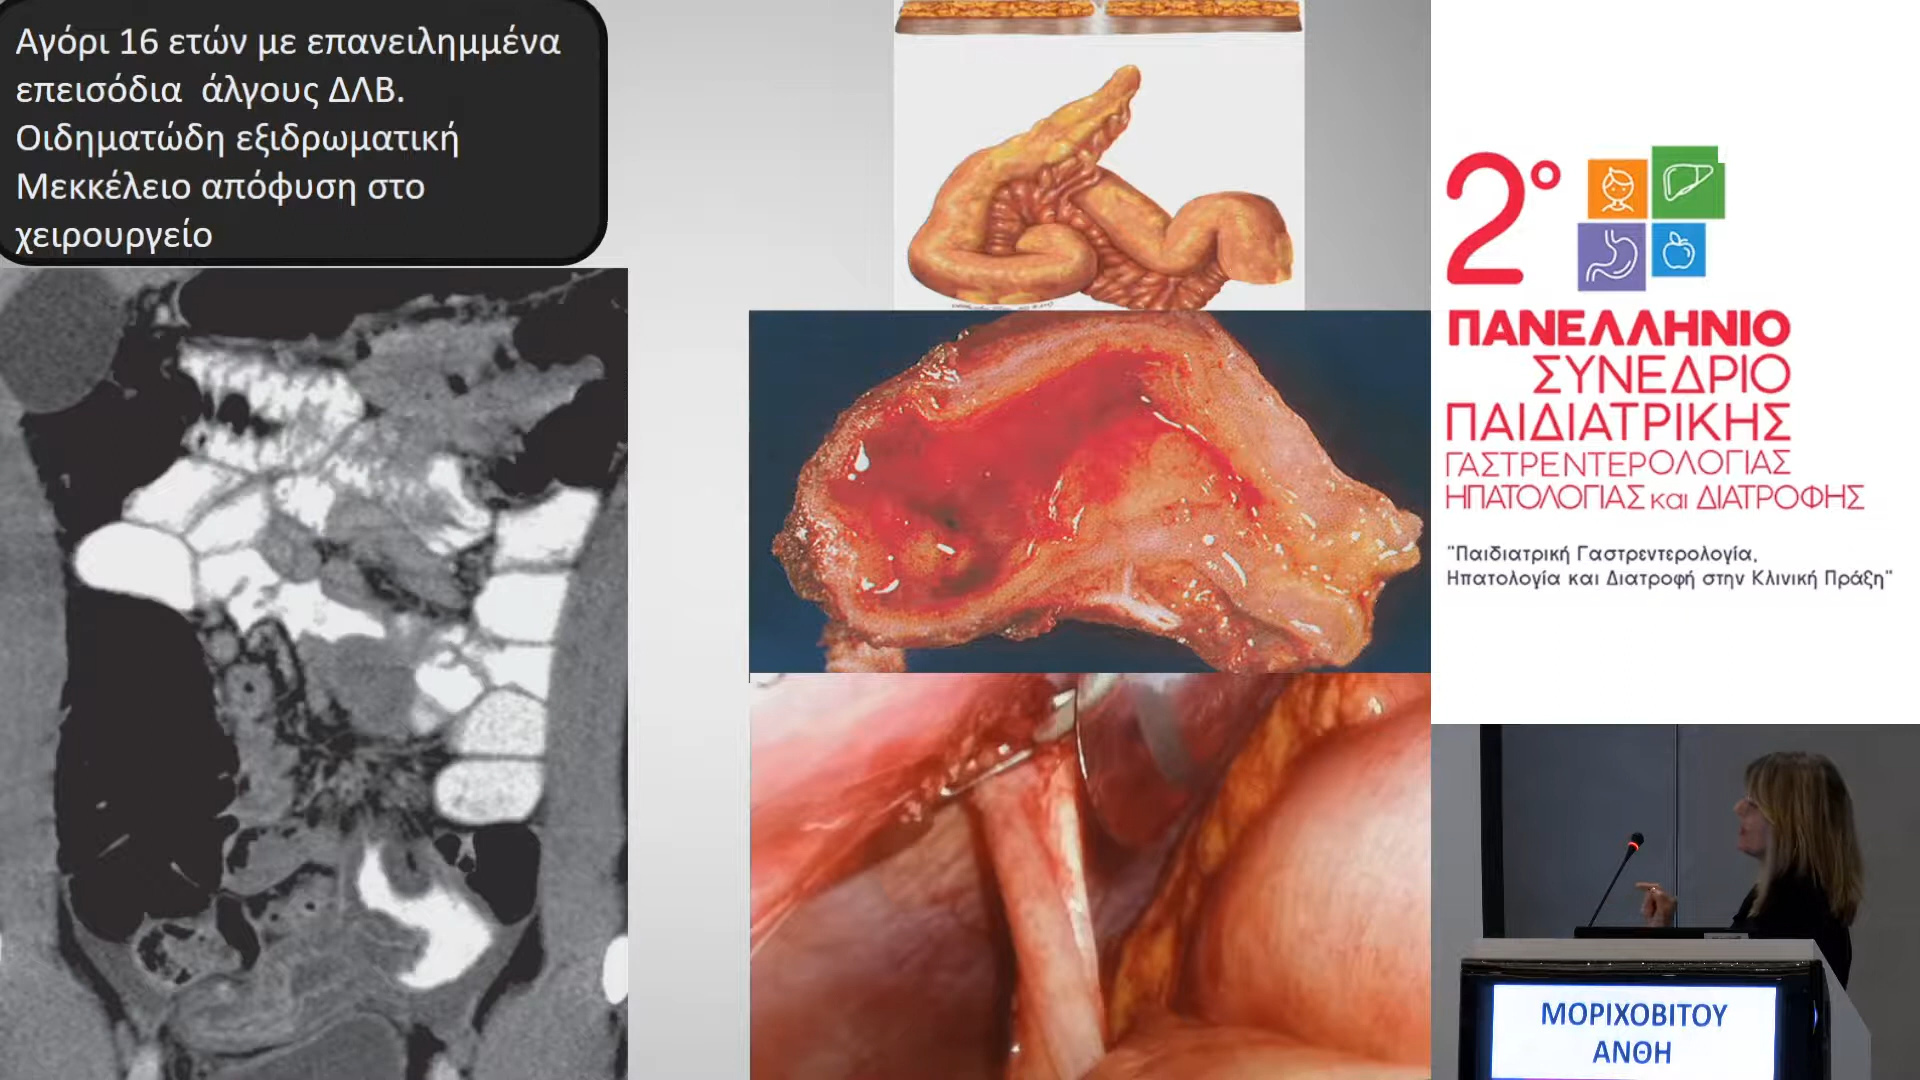 Αγόρι 16 ετών με επανειλημμένα
επεισόδια άλγους ΔΛΒ.
Οιδηματώδη εξιδρωματική
Μεκκέλειο απόφυση στο
χειρουργείο
2°
ΠΑΝΕΛΛΗΝΙΟ
ΣΥΝΕΔΡΙΟ
ΠΑΙΔΙΑΤΡΙΚΗΣ
ΓΑΣΤΡΕΝΤΕΡΟΛΟΓΙΑΣ
ΗΠΑΤΟΛΟΓΙΑΣ και ΔΙΑΤΡΟΦΗΣ
"Παιδιατρική Γαστρεντερολογία,
Ηπατολογία και Διατροφή στην Κλινική Πράξη"
ΜΟΡΙΧΟΒΙΤΟΥ
ΑΝΘΗ